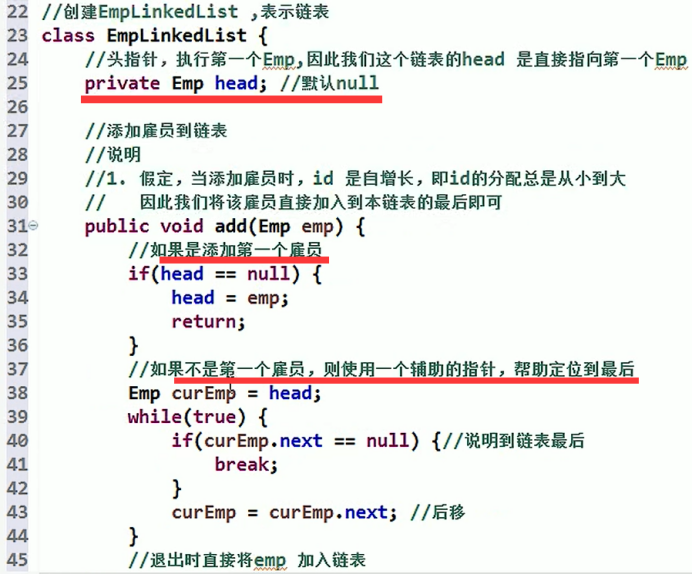 22 //创建EmpLinkedList ,表示链表
23 class EmpLinkedList {
24 //头指针，执行第一个Emp,因此我们这个链表的head 是直接指向第一个Emp
25 private Emp head; //默认null
26
27 //添加雇员到链表
28 //说明
29 //1. 假定，当添加雇员时，id 是自增长，即id的分配总是从小到大
30 // 因此我们将该雇员直接加入到本链表的最后即可
31 public void add(Emp emp) {
32 //如果是添加第一个雇员
33 if(head == null) {
34 head = emp;
35 return;
36 }
37 //如果不是第一个雇员，则使用一个辅助的指针，帮助定位到最后
38 Emp curEmp = head;
39 while(true) {
40 if(curEmp.next == null) {//说明到链表最后
41 break;
42 }
43 curEmp = curEmp.next; //后移
44 }
45 //退出时直接将emp 加入链表